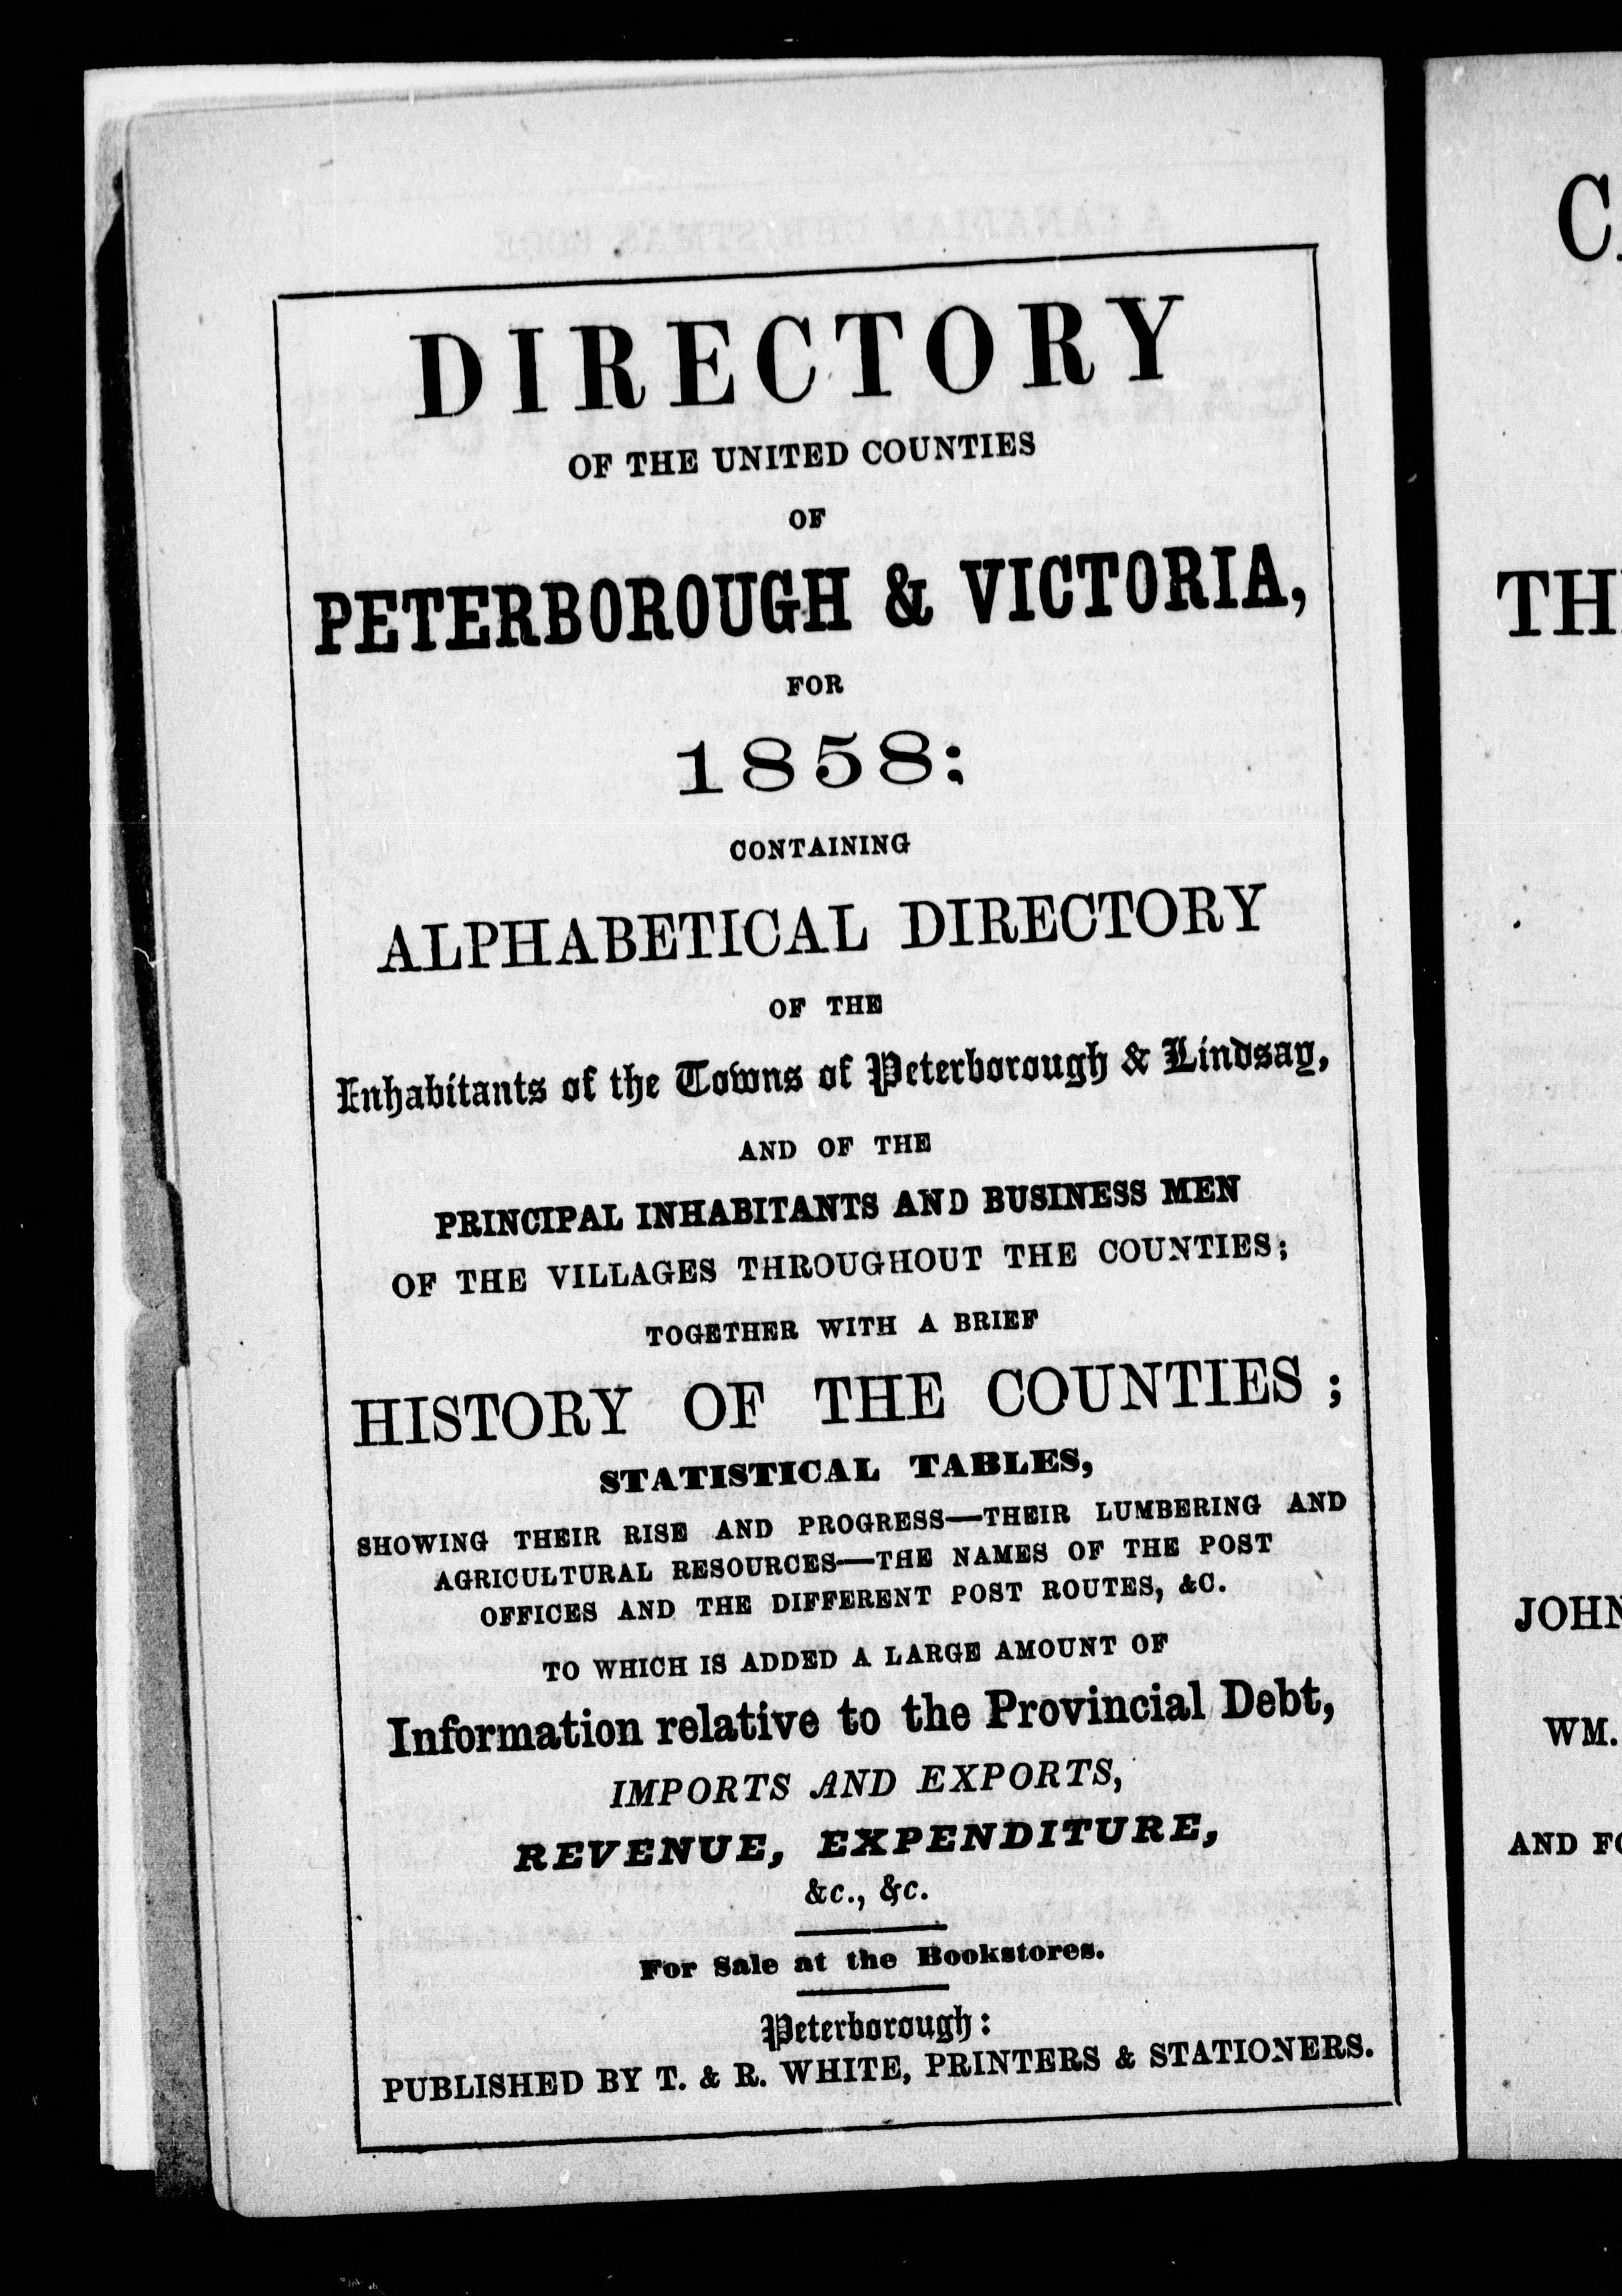 DIRECTORY
OF THE UNITED COUNTIES
OF
PETERBOROUGH & VICTORIA,
FOR
1858;
CONTAINING
ALPHABETICAL DIRECTORY
OF THE
Inhabitants of the Towns of Peterborough & Lindsay,
AND OF THE
PRINCIPAL INHABITANTS AND BUSINESS MEN
OF THE VILLAGES THROUGHOUT THE COUNTIES;
TOGETHER WITH A BRIEF
HISTORY OF THE COUNTIES;
STATISTICAL TABLES,
SHOWING THEIR RISE AND PROGRESS—THEIR LUMBERING AND
AGRICULTURAL RESOURCES—THE NAMES OF THE POST
OFFICES AND THE DIFFERENT POST ROUTES, &C.
TO WHICH IS ADDED A LARGE AMOUNT OF
Information relative to the Provincial Debt,
IMPORTS AND EXPORTS,
REVENUE, EXPENDITURE,
&c., &c.
For Sale at the Bookstores.
Peterborough:
PUBLISHED BY T. & R. WHITE, PRINTERS & STATIONERS.
JOHN
WM.
AND